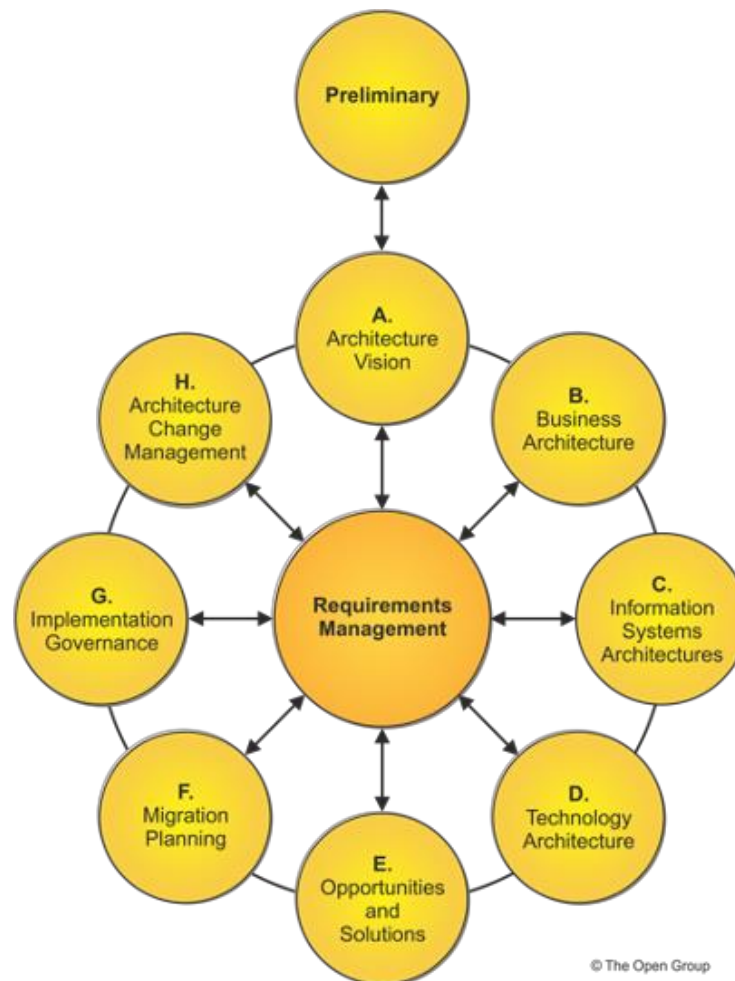 Preliminary
A.
Architecture
Vision
B.
Business
Architecture
C.
Information
Systems
Architectures
D.
Technology
Architecture
E.
Opportunities
and
Solutions
F.
Migration
Planning
G.
Implementation
Governance
H.
Architecture
Change
Management
Requirements
Management
© The Open Group